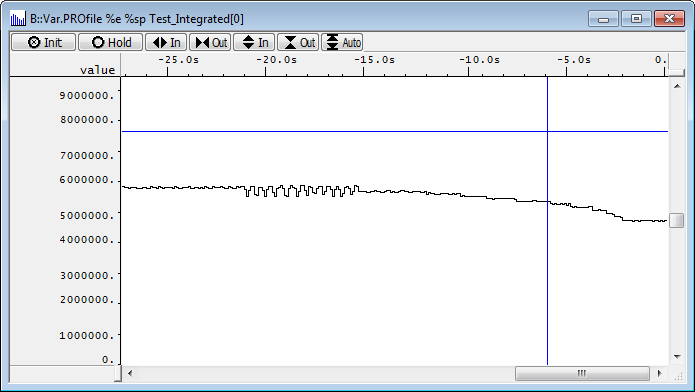 B::Var.PROfile %e %sp Test_Integrated[0]
Init Hold In Out In Out Auto
-25.0s -20.0s -15.0s -10.0s -5.0s 0.
value
9000000.
8000000.
7000000.
6000000.
5000000.
4000000.
3000000.
2000000.
1000000.
0.